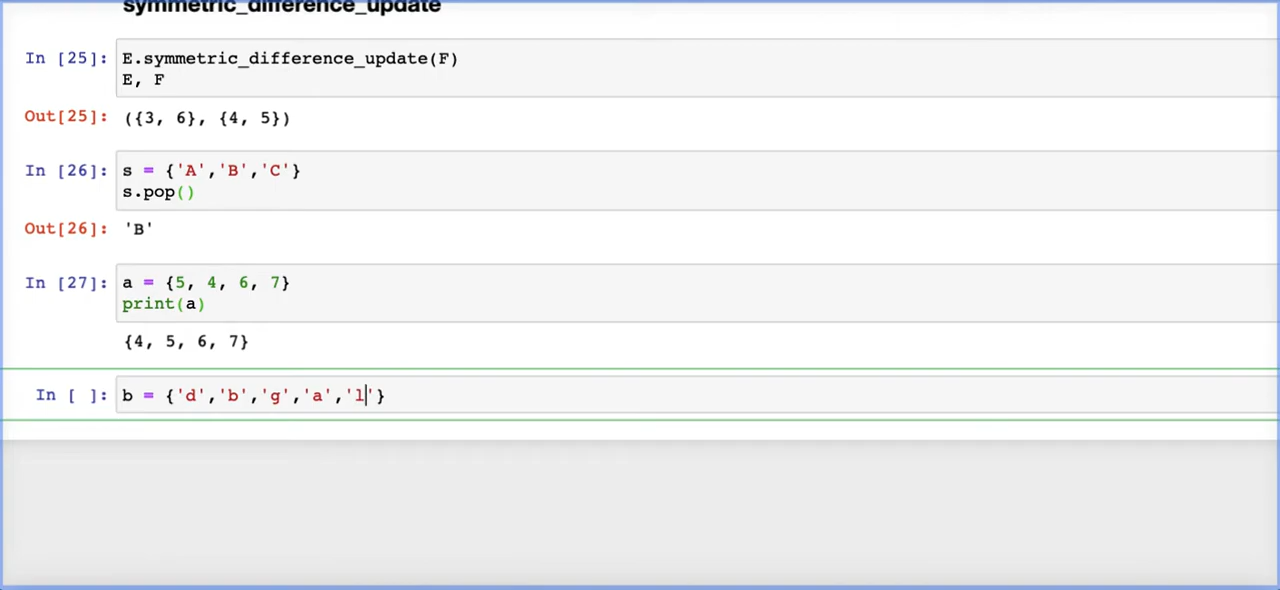 symmetric_difference_update
In [25]: E.symmetric_difference_update(F)
E, F
Out[25]: ({3, 6}, {4, 5})
In [26]: s = {'A','B','C'}
s.pop()
Out[26]: 'B'
In [27]: a = {5, 4, 6, 7}
print(a)
{4, 5, 6, 7}
In [ ]: b = {'d','b','g','a','l'}